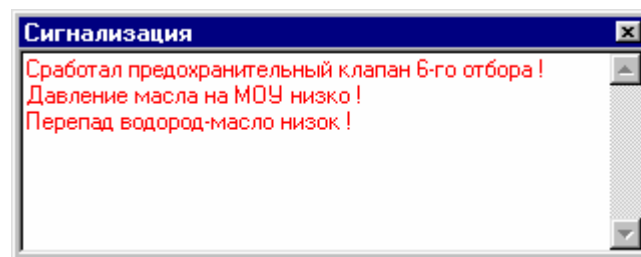 Сигнализация
Сработал предохранительный клапан 6-го отбора !
Давление масла на МОУ низко !
Перепад водород-масло низок !